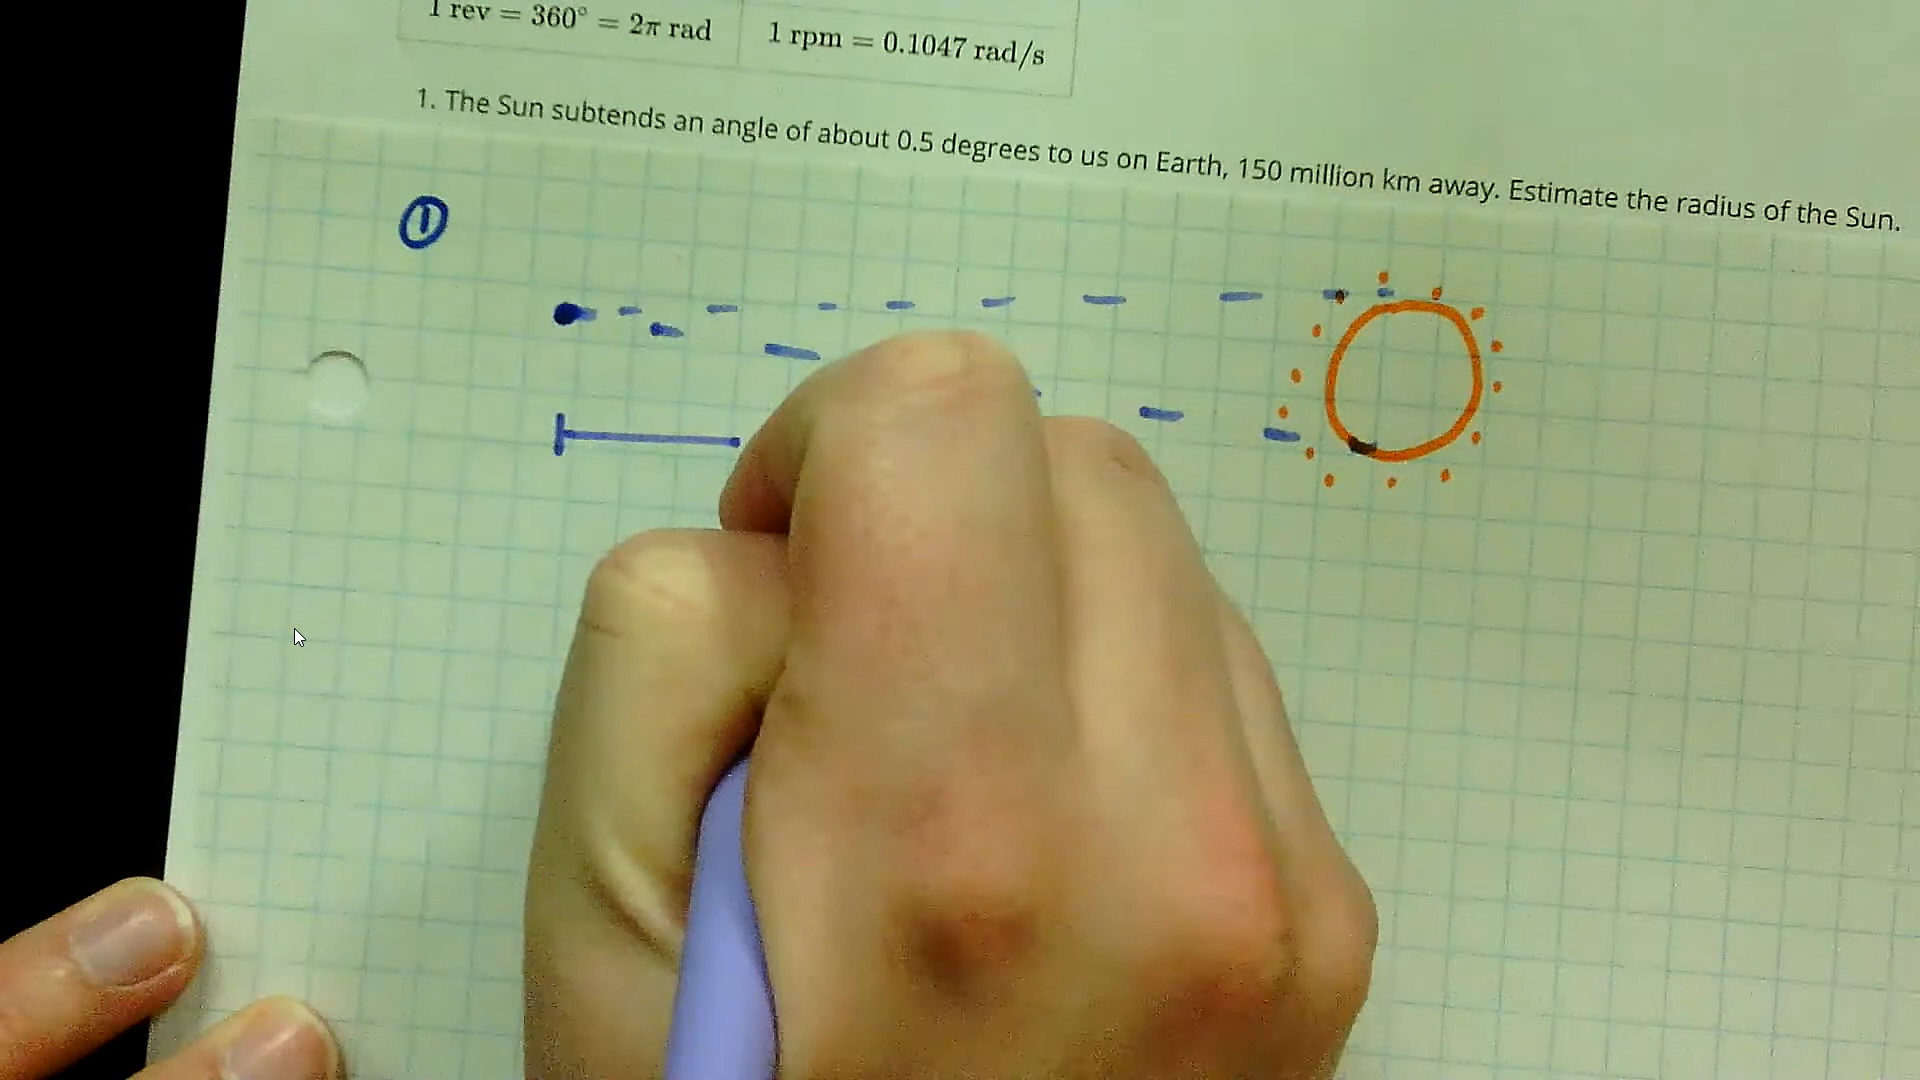 1 rev = 360° = 2π rad
1 rpm = 0.1047 rad/s
1. The Sun subtends an angle of about 0.5 degrees to us on Earth, 150 million km away. Estimate the radius of the Sun.
①